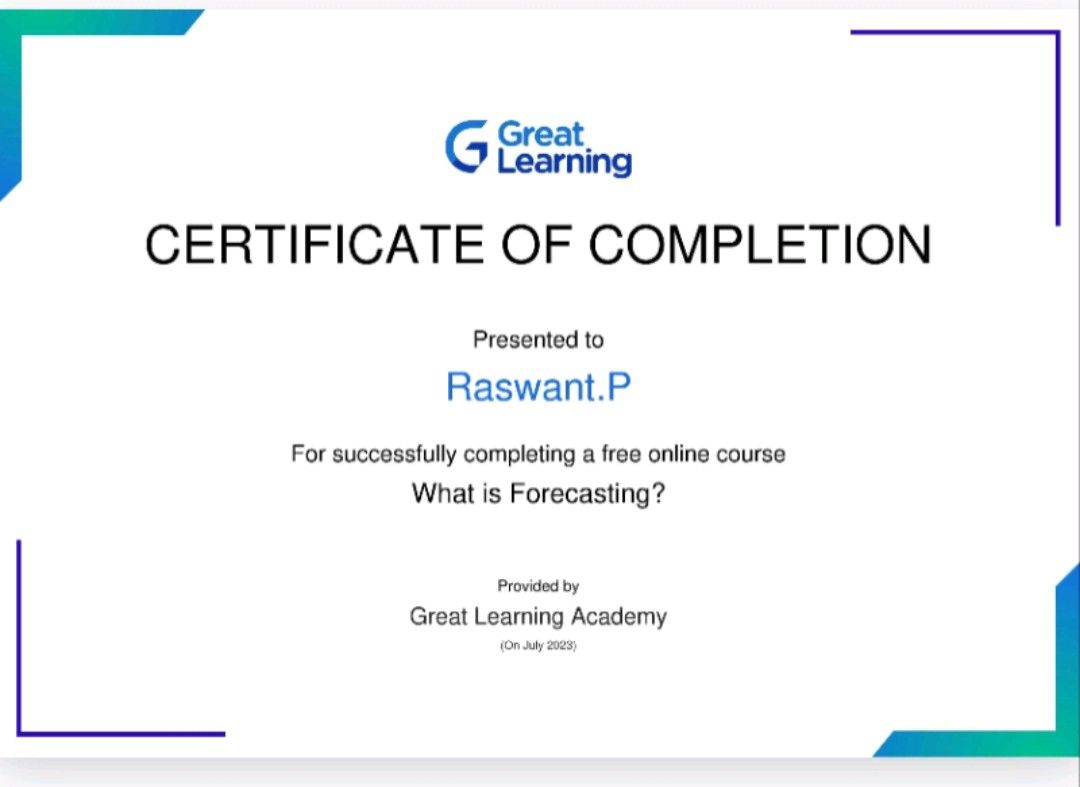 Great
Learning
CERTIFICATE OF COMPLETION
Presented to
Raswant.P
For successfully completing a free online course
What is Forecasting?
Provided by
Great Learning Academy
(On July 2023)